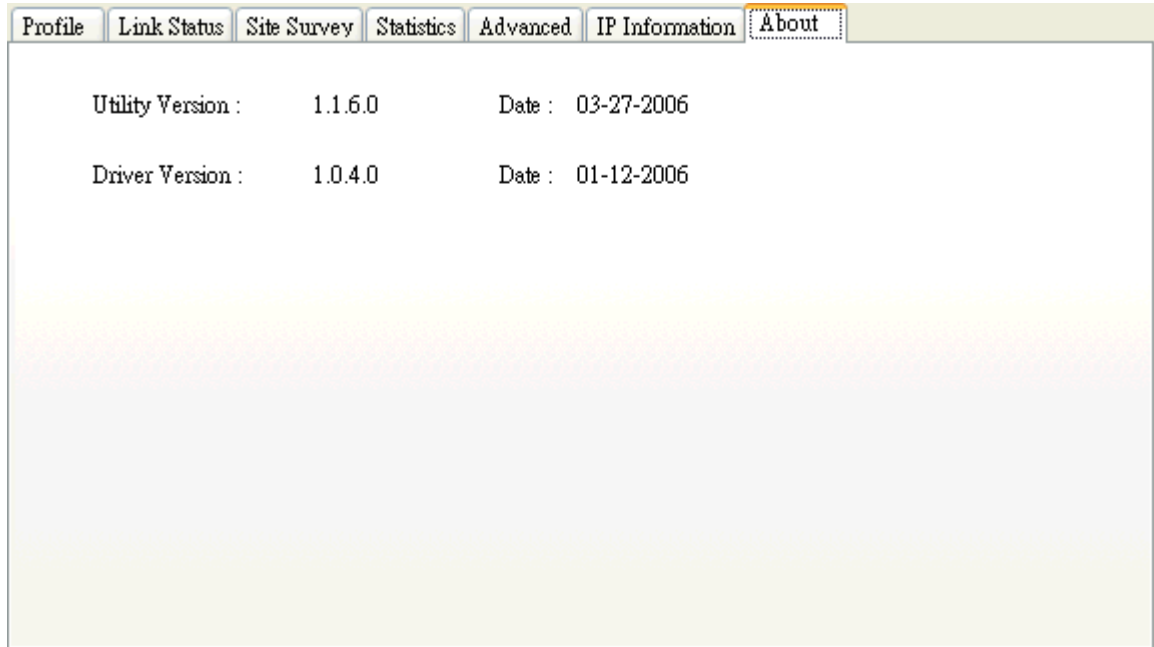 Profile Link Status Site Survey Statistics Advanced IP Information About
Utility Version : 1.1.6.0 Date : 03-27-2006
Driver Version : 1.0.4.0 Date : 01-12-2006